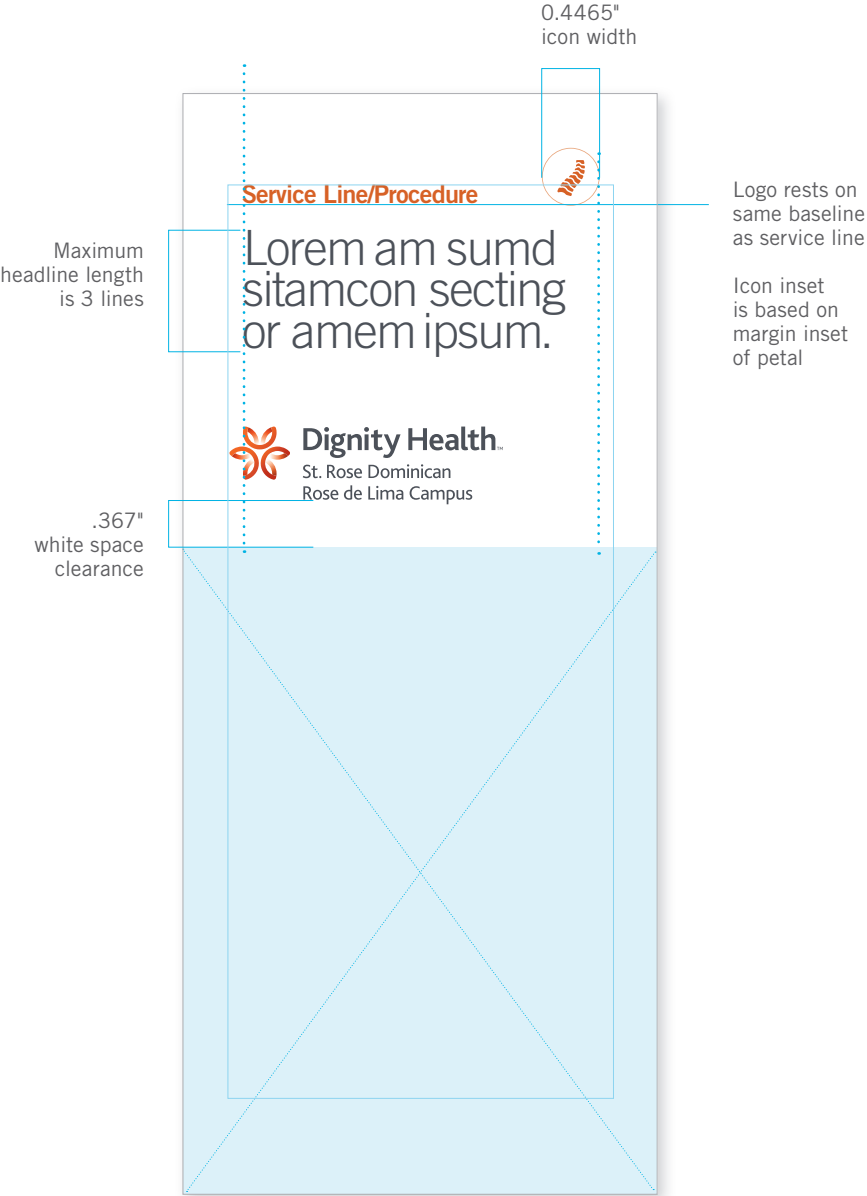 0.4465"
icon width
Service Line/Procedure
Logo rests on
same baseline
as service line
Maximum
headline length
is 3 lines
Lorem am sumd
sitamcon secting
or amem ipsum.
Icon inset
is based on
margin inset
of petal
Dignity Health™
St. Rose Dominican
Rose de Lima Campus
.367"
white space
clearance